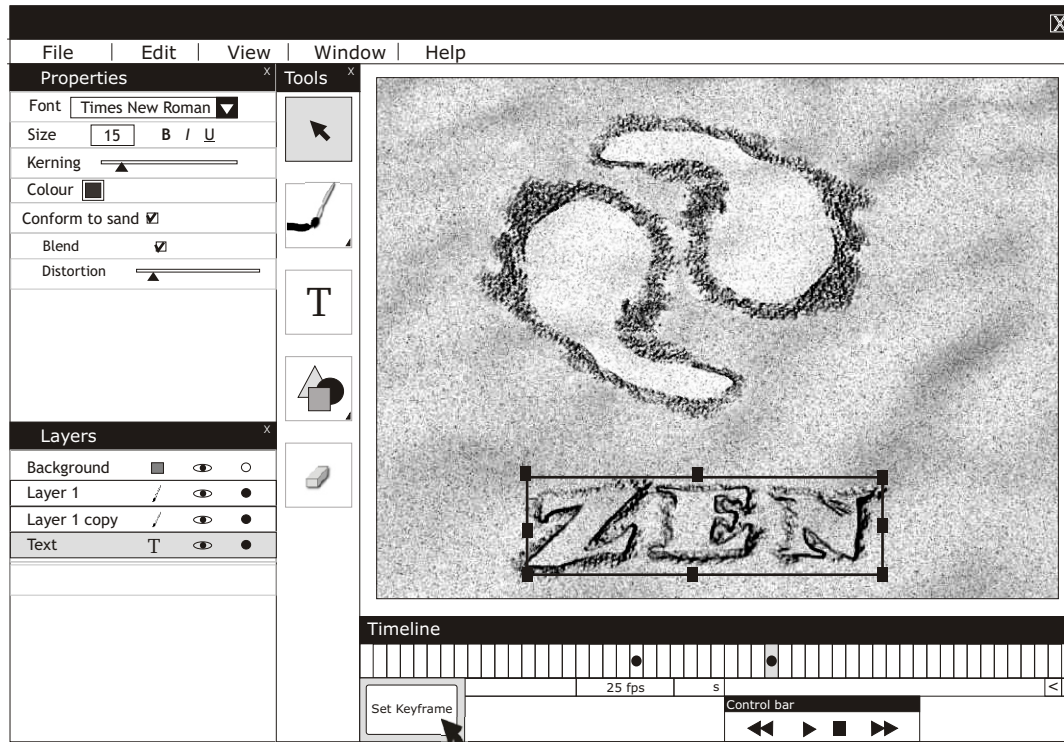 X
File | Edit | View | Window | Help
Properties X
Font Times New Roman
Size 15 B I U
Kerning
Colour
Conform to sand
Blend
Distortion
Layers X
Background
Layer 1
Layer 1 copy
Text T
Tools X
T
ZEN
Timeline
25 fps s <
Set Keyframe
Control bar